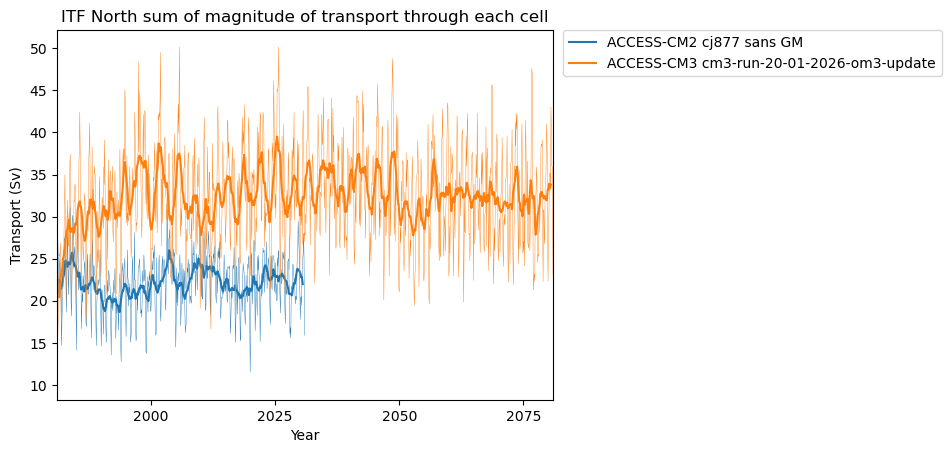 ITF North sum of magnitude of transport through each cell
ACCESS-CM2 cj877 sans GM
ACCESS-CM3 cm3-run-20-01-2026-om3-update
Transport (Sv)
50
45
40
35
30
25
20
15
10
2000
2025
2050
2075
Year